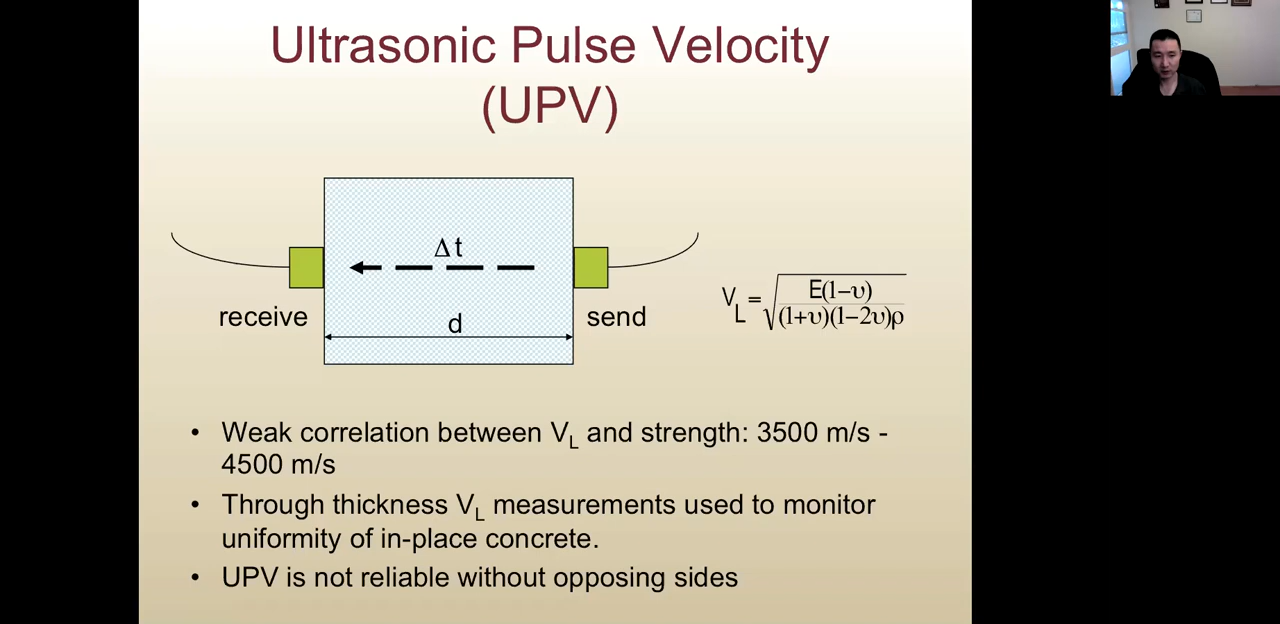 Ultrasonic Pulse Velocity
(UPV)
Δ t
receive
d
send
V_L = √(E(1−υ) / (1+υ)(1−2υ)ρ)
• Weak correlation between V_L and strength: 3500 m/s -
4500 m/s
• Through thickness V_L measurements used to monitor
uniformity of in-place concrete.
• UPV is not reliable without opposing sides